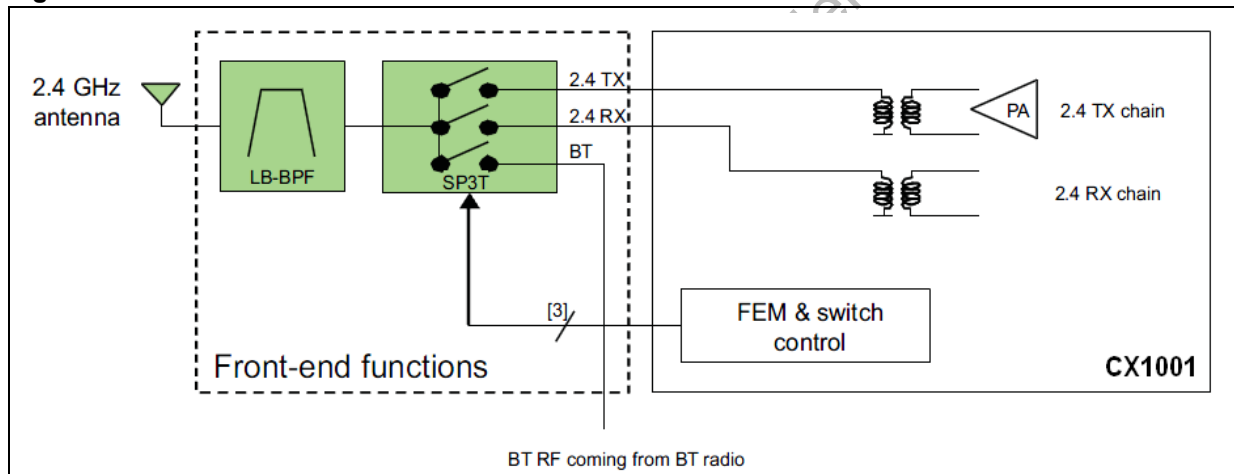 2.4 GHz
antenna
LB-BPF
SP3T
2.4 TX
2.4 RX
BT
[3]
Front-end functions
PA
2.4 TX chain
2.4 RX chain
FEM & switch
control
CX1001
BT RF coming from BT radio